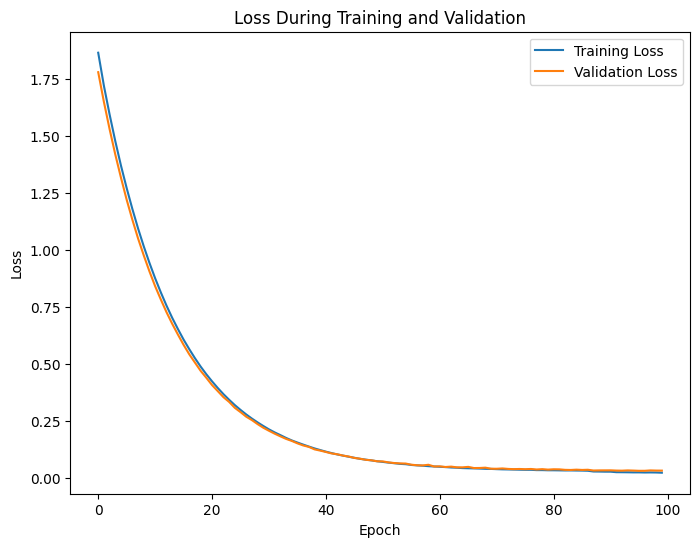 Loss During Training and Validation
Training Loss
Validation Loss
1.75
1.50
1.25
1.00
0.75
0.50
0.25
0.00
Loss
0 20 40 60 80 100
Epoch